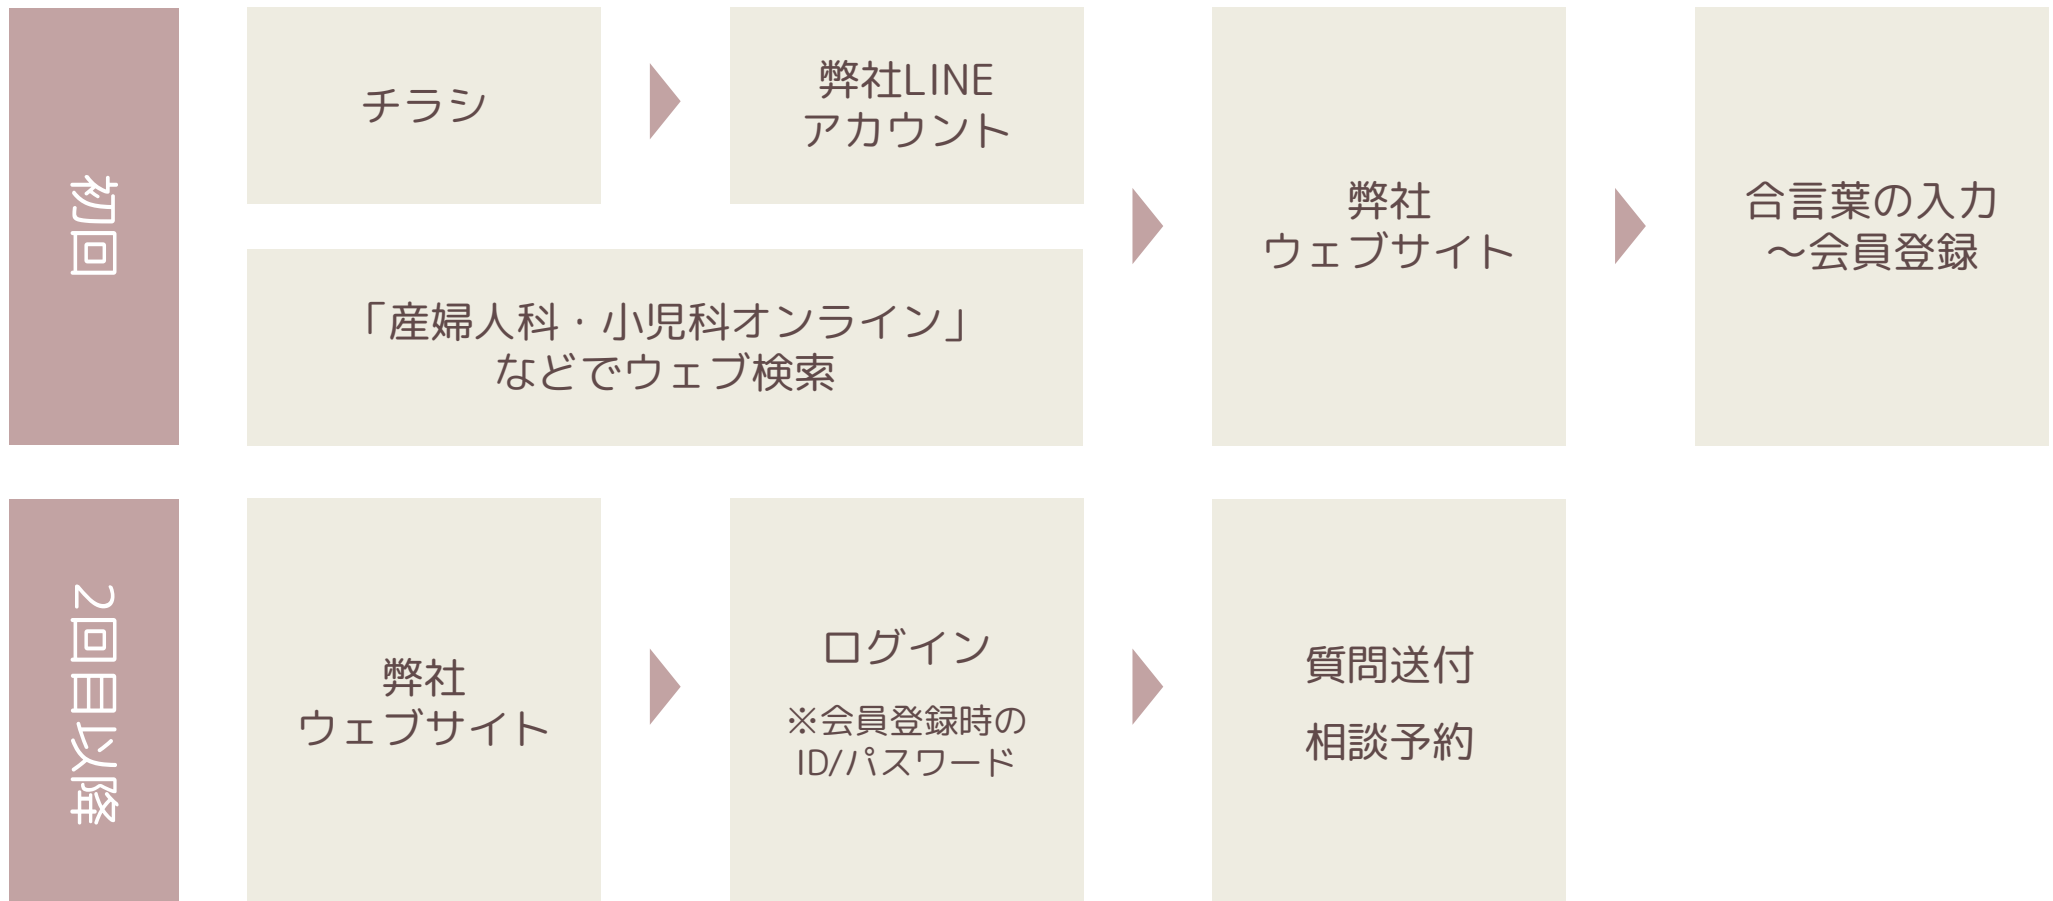 初回
チラシ
弊社LINE
アカウント
「産婦人科・小児科オンライン」
などでウェブ検索
弊社
ウェブサイト
合言葉の入力
～会員登録
2回目以降
弊社
ウェブサイト
ログイン
※会員登録時の
ID/パスワード
質問送付
相談予約